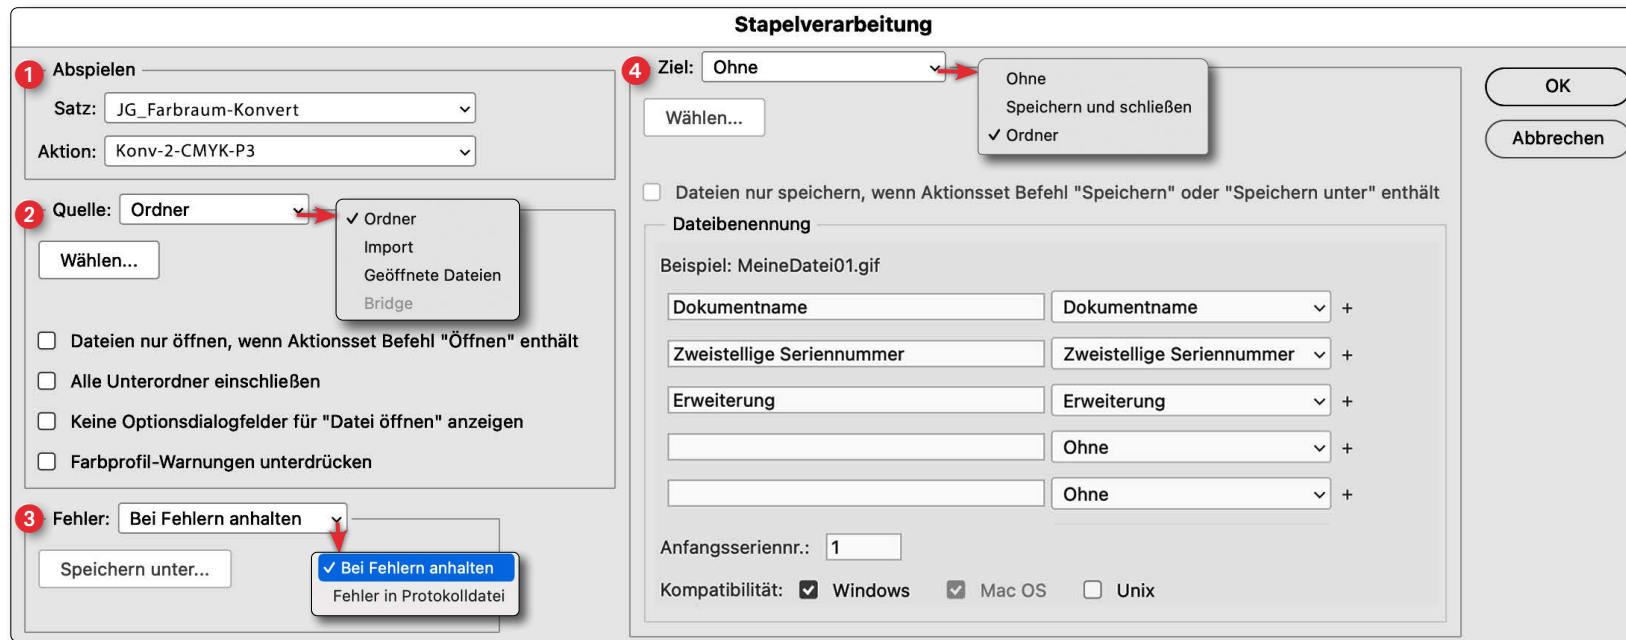 Stapelverarbeitung
1 Abspielen
Satz: JG_Farbraum-Konvert
Aktion: Konv-2-CMYK-P3
2 Quelle: Ordner
✓ Ordner
Import
Geöffnete Dateien
Bridge
Wählen...
Dateien nur öffnen, wenn Aktionsset Befehl "Öffnen" enthält
Alle Unterordner einschließen
Keine Optionsdialogfelder für "Datei öffnen" anzeigen
Farbprofil-Warnungen unterdrücken
3 Fehler: Bei Fehlern anhalten
Speichern unter...
✓ Bei Fehlern anhalten
Fehler in Protokolldatei
4 Ziel: Ohne
Ohne
Speichern und schließen
✓ Ordner
Wählen...
Dateien nur speichern, wenn Aktionsset Befehl "Speichern" oder "Speichern unter" enthält
Dateibenennung
Beispiel: MeineDatei01.gif
Dokumentname Dokumentname +
Zweistellige Seriennummer Zweistellige Seriennummer +
Erweiterung Erweiterung +
Ohne +
Ohne +
Anfangsseriennr.: 1
Kompatibilität: Windows Mac OS Unix
OK
Abbrechen